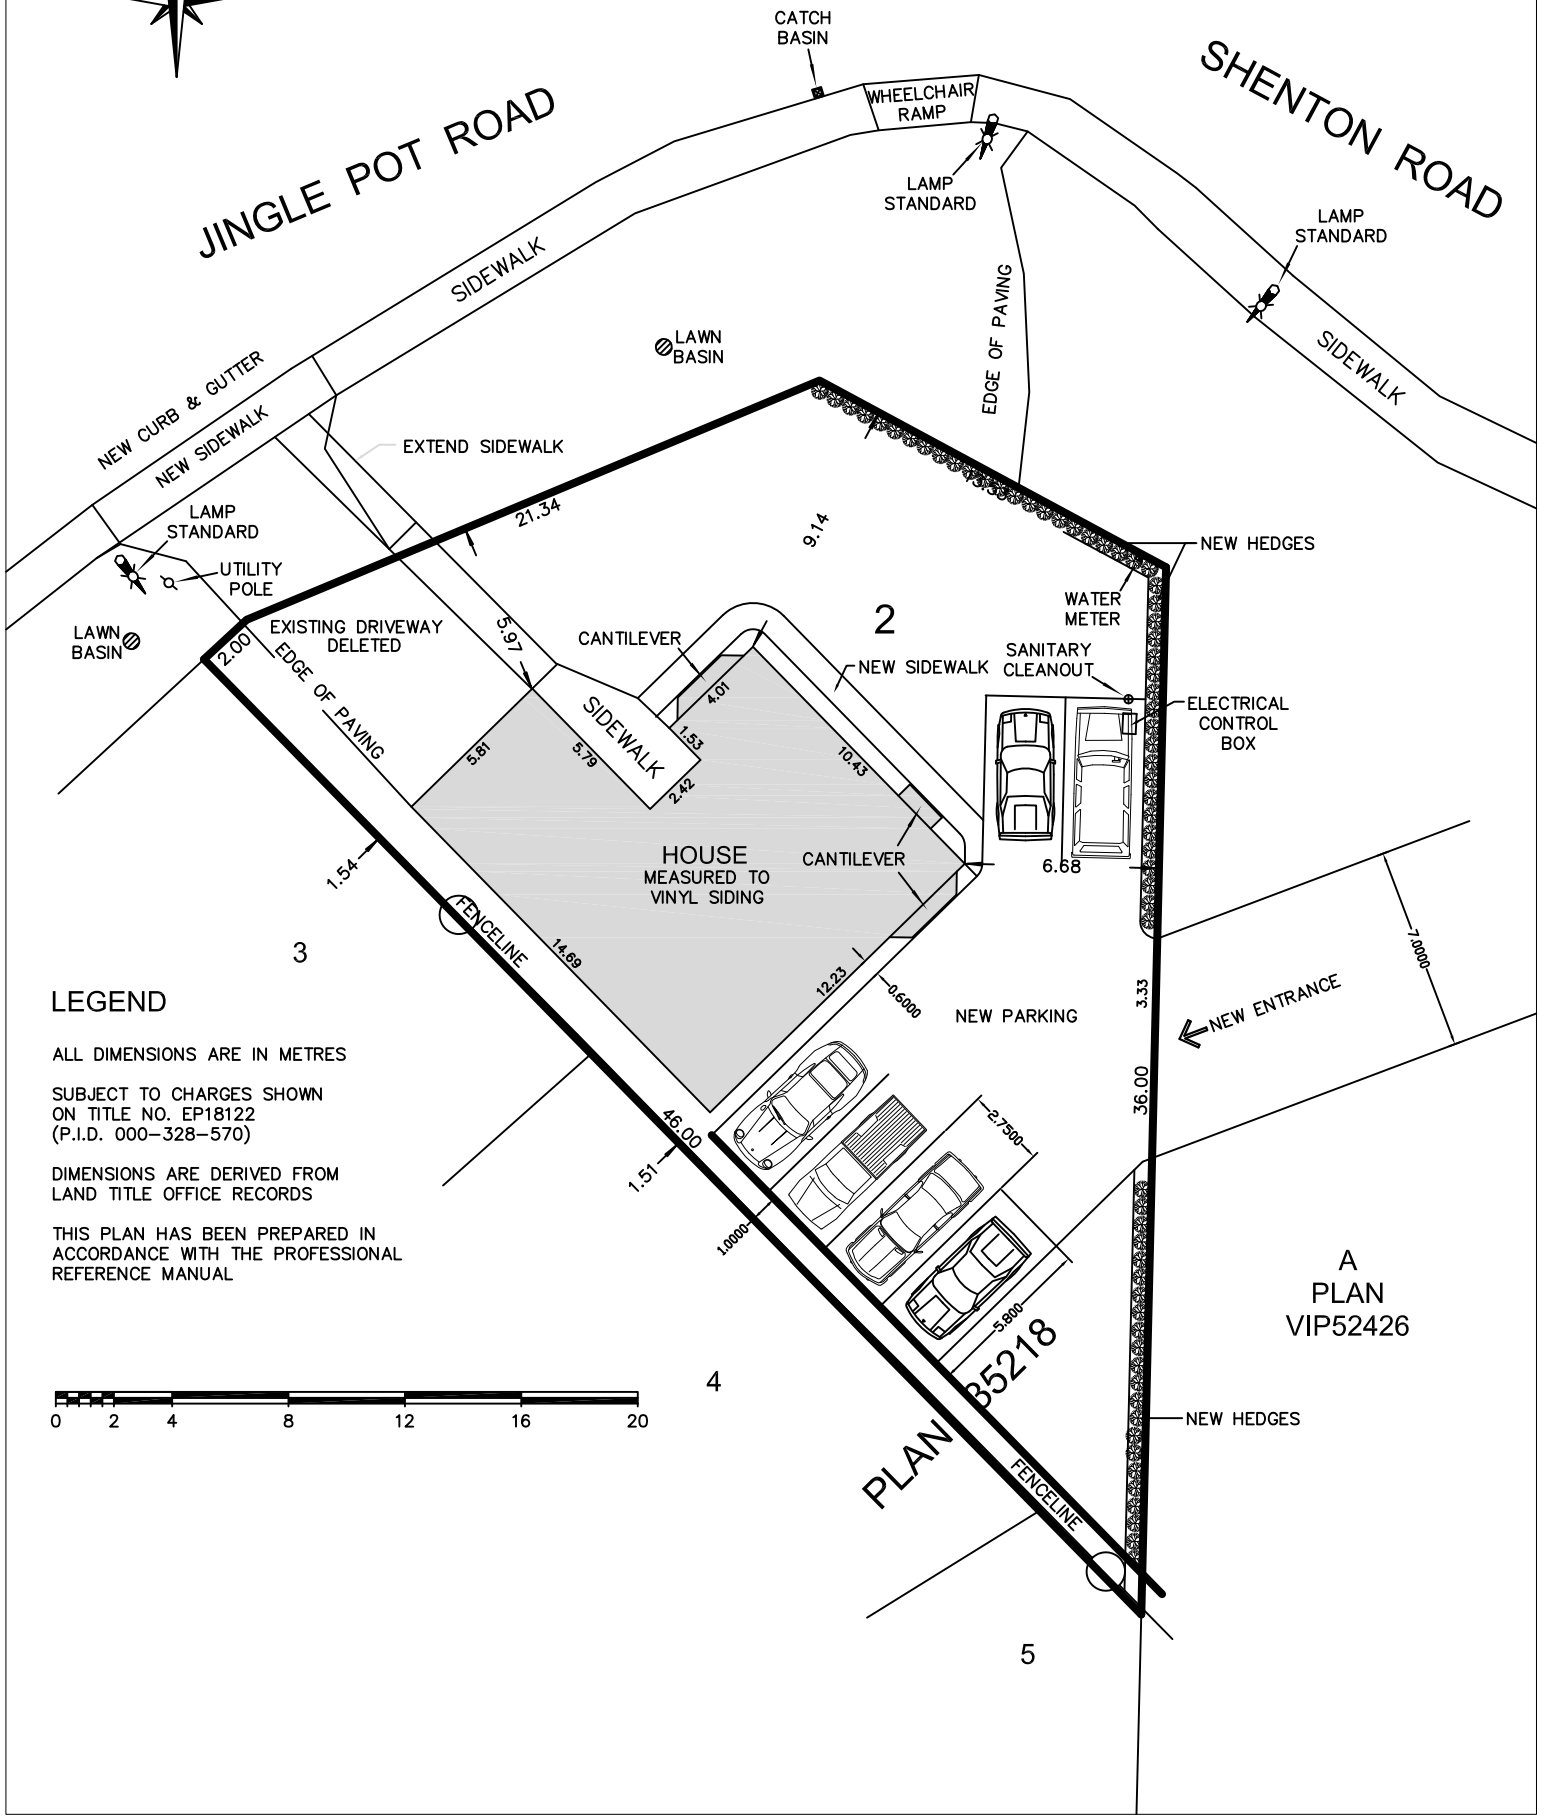 CATCH
BASIN
SHENTON ROAD
JINGLE POT ROAD
WHEELCHAIR
RAMP
LAMP
STANDARD
LAMP
STANDARD
SIDEWALK
EDGE OF PAVING
SIDEWALK
LAWN
BASIN
NEW CURB & GUTTER
NEW SIDEWALK
EXTEND SIDEWALK
21.34
9.14
LAMP
STANDARD
UTILITY
POLE
NEW HEDGES
WATER
METER
LAWN
BASIN
2.00
EXISTING DRIVEWAY
DELETED
5.97
CANTILEVER
2
NEW SIDEWALK
SANITARY
CLEANOUT
ELECTRICAL
CONTROL
BOX
EDGE OF PAVING
SIDEWALK
4.01
1.53
5.81
5.79
2.42
10.43
HOUSE
MEASURED TO
VINYL SIDING
CANTILEVER
6.68
1.54
FENCELINE
3
14.69
12.23
0.6000
NEW PARKING
3.33
NEW ENTRANCE
7.0000
LEGEND
ALL DIMENSIONS ARE IN METRES
SUBJECT TO CHARGES SHOWN
ON TITLE NO. EP18122
(P.I.D. 000-328-570)
DIMENSIONS ARE DERIVED FROM
LAND TITLE OFFICE RECORDS
THIS PLAN HAS BEEN PREPARED IN
ACCORDANCE WITH THE PROFESSIONAL
REFERENCE MANUAL
46.00
1.51
1.0000
36.00
2.7500
5.800
PLAN 35218
A
PLAN
VIP52426
4
0 2 4 8 12 16 20
NEW HEDGES
FENCELINE
5